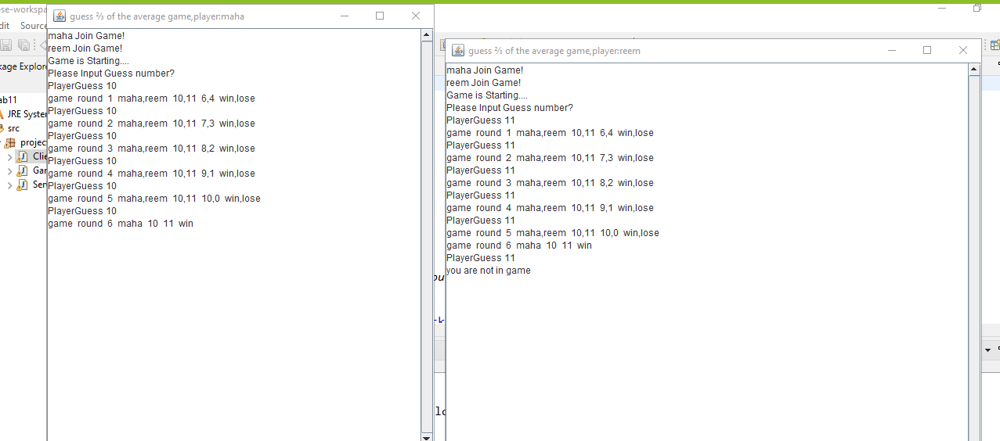 ose-workspa
dit Source
kage Explore
ab11
JRE Syster
src
projec
Clie
Gar
Ser
guess ⅔ of the average game,player:maha
maha Join Game!
reem Join Game!
Game is Starting....
Please Input Guess number?
PlayerGuess 10
game round 1 maha,reem 10,11 6,4 win,lose
PlayerGuess 10
game round 2 maha,reem 10,11 7,3 win,lose
PlayerGuess 10
game round 3 maha,reem 10,11 8,2 win,lose
PlayerGuess 10
game round 4 maha,reem 10,11 9,1 win,lose
PlayerGuess 10
game round 5 maha,reem 10,11 10,0 win,lose
PlayerGuess 10
game round 6 maha 10 11 win
guess ⅔ of the average game,player:reem
maha Join Game!
reem Join Game!
Game is Starting....
Please Input Guess number?
PlayerGuess 11
game round 1 maha,reem 10,11 6,4 win,lose
PlayerGuess 11
game round 2 maha,reem 10,11 7,3 win,lose
PlayerGuess 11
game round 3 maha,reem 10,11 8,2 win,lose
PlayerGuess 11
game round 4 maha,reem 10,11 9,1 win,lose
PlayerGuess 11
game round 5 maha,reem 10,11 10,0 win,lose
game round 6 maha 10 11 win
PlayerGuess 11
you are not in game